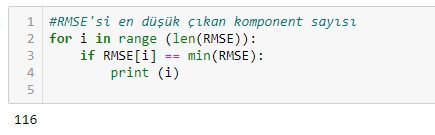 1 #RMSE'si en düşük çıkan komponent sayısı
2 for i in range (len(RMSE)):
3     if RMSE[i] == min(RMSE):
4         print (i)
5
116